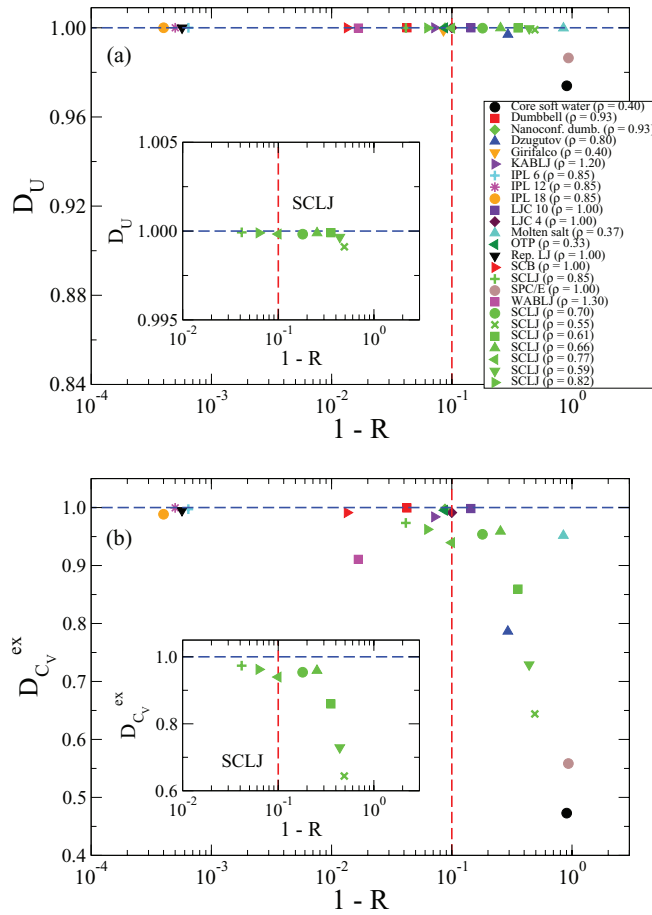 1.00
(a)
0.96
D_U
0.92
0.88
0.84
1.005
SCLJ
D_U
1.000
0.995
10^-2 10^-1 10^0
1 - R
Core soft water (ρ = 0.40)
Dumbbell (ρ = 0.93)
Nanoconf. dumb. (ρ = 0.93)
Dzugutov (ρ = 0.80)
Girifalco (ρ = 0.40)
KABLJ (ρ = 1.20)
IPL 6 (ρ = 0.85)
IPL 12 (ρ = 0.85)
IPL 18 (ρ = 0.85)
LJC 10 (ρ = 1.00)
LJC 4 (ρ = 1.00)
Molten salt (ρ = 0.37)
OTP (ρ = 0.33)
Rep. LJ (ρ = 1.00)
SCB (ρ = 1.00)
SCLJ (ρ = 0.85)
SPC/E (ρ = 1.00)
WABLJ (ρ = 1.30)
SCLJ (ρ = 0.70)
SCLJ (ρ = 0.55)
SCLJ (ρ = 0.61)
SCLJ (ρ = 0.66)
SCLJ (ρ = 0.77)
SCLJ (ρ = 0.59)
SCLJ (ρ = 0.82)
10^-4 10^-3 10^-2 10^-1 10^0
1 - R
1.0
(b)
0.9
0.8
D_{C_V}^{ex}
0.7
0.6
0.5
0.4
1.0
D_{C_V}^{ex}
0.8
SCLJ
0.6
10^-2 10^-1 10^0
1 - R
10^-4 10^-3 10^-2 10^-1 10^0
1 - R